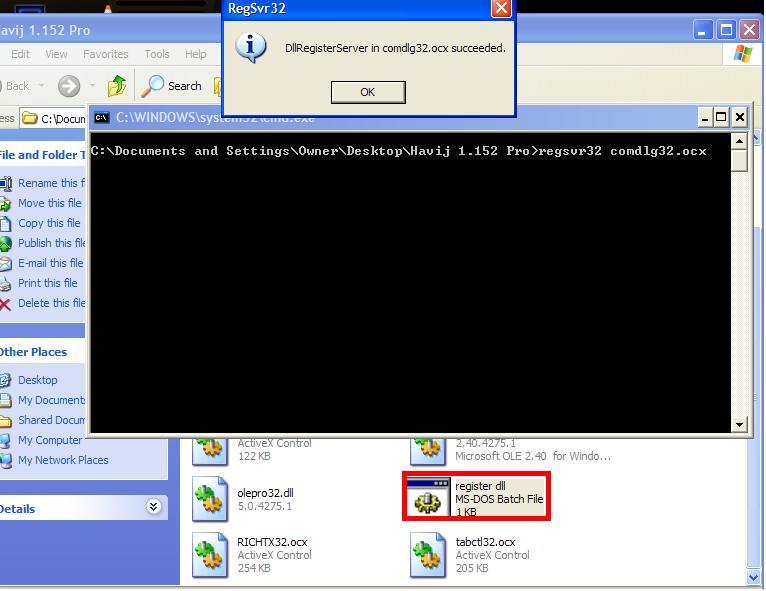 RegSvr32
DllRegisterServer in comdlg32.ocx succeeded.
OK
Havij 1.152 Pro
Edit View Favorites Tools Help
Back
Search
C:\Docum
C:\WINDOWS\system32\cmd.exe
C:\Documents and Settings\Owner\Desktop\Havij 1.152 Pro>regsvr32 comdlg32.ocx
File and Folder T
Rename this f
Move this file
Copy this file
Publish this file
E-mail this file
Print this file
Delete this file
Other Places
Desktop
My Documents
Shared Docum
My Computer
My Network Places
Details
ActiveX Control
122 KB
2.40.4275.1
Microsoft OLE 2.40 for Windo...
olepro32.dll
5.0.4275.1
register dll
MS-DOS Batch File
1 KB
RICHTX32.ocx
ActiveX Control
254 KB
tabctl32.ocx
ActiveX Control
205 KB